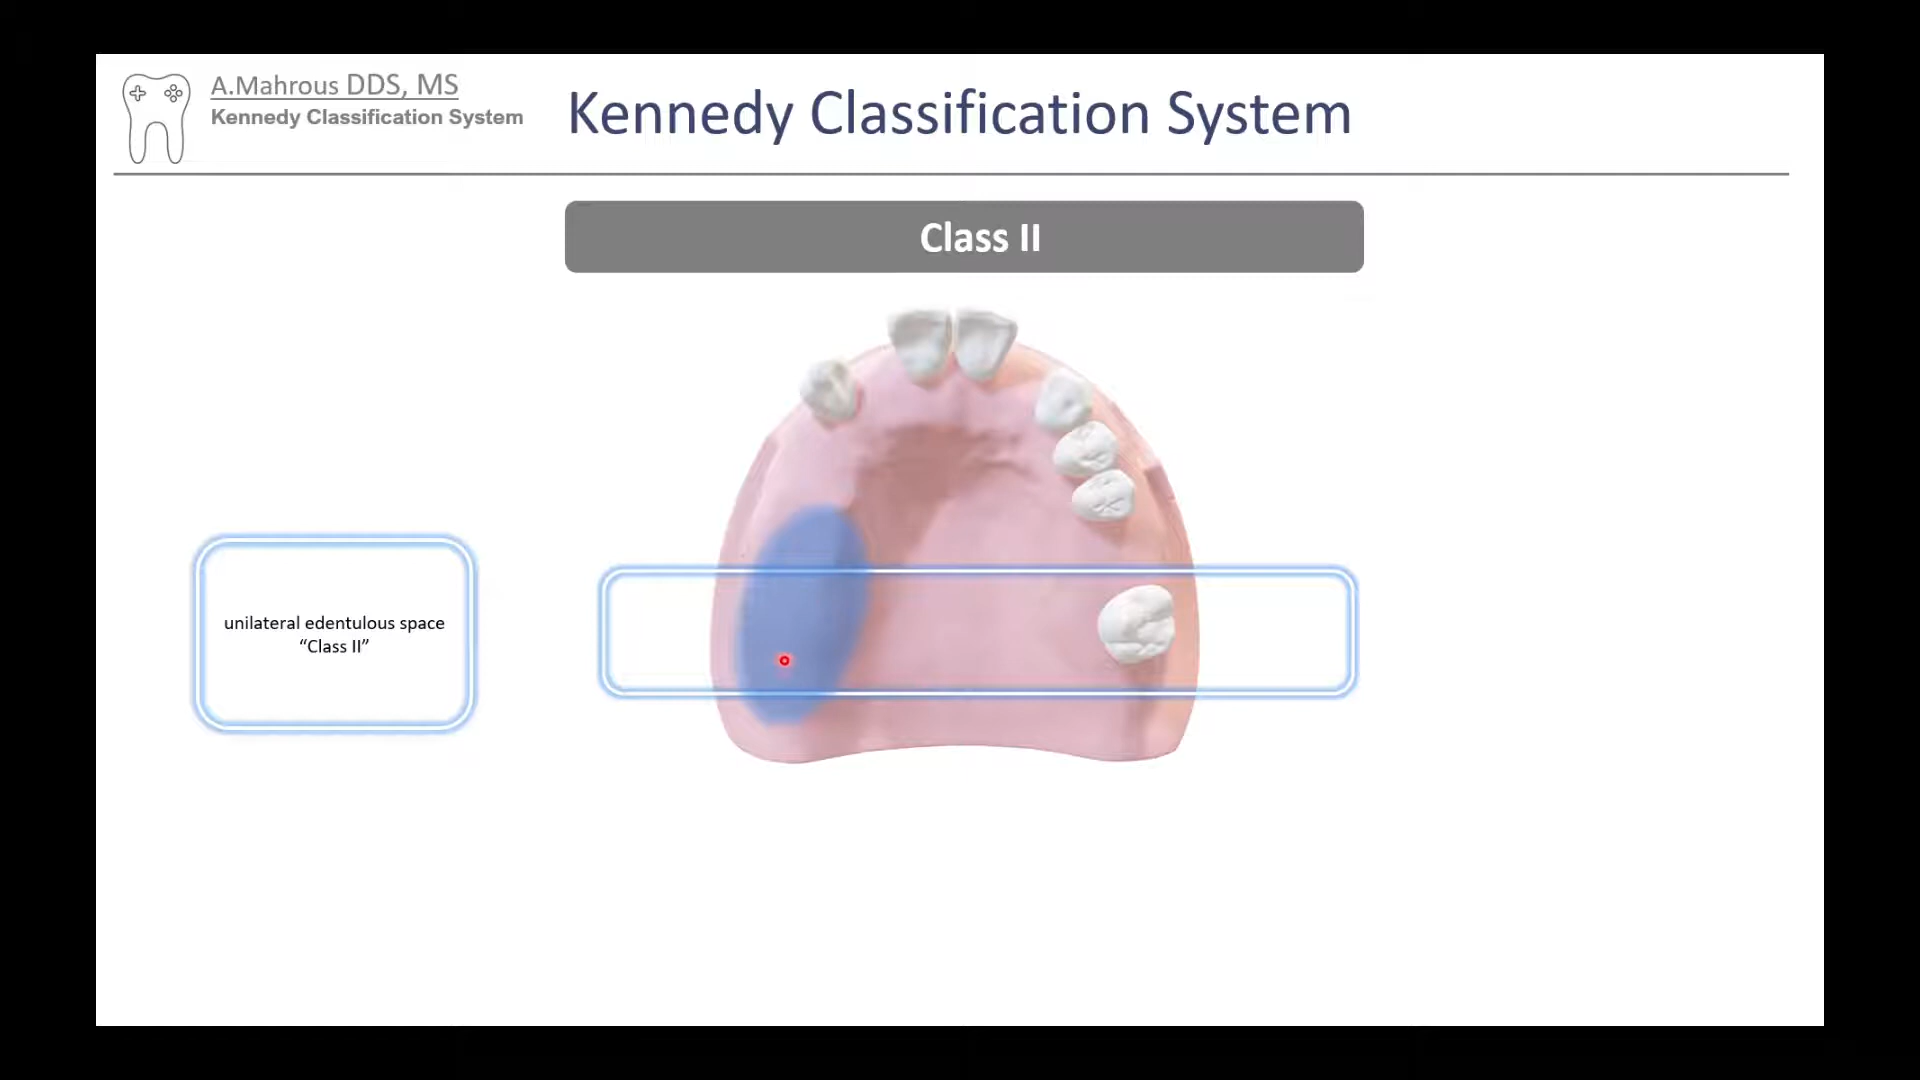 A.Mahrous DDS, MS
Kennedy Classification System
Kennedy Classification System
Class II
unilateral edentulous space
“Class II”